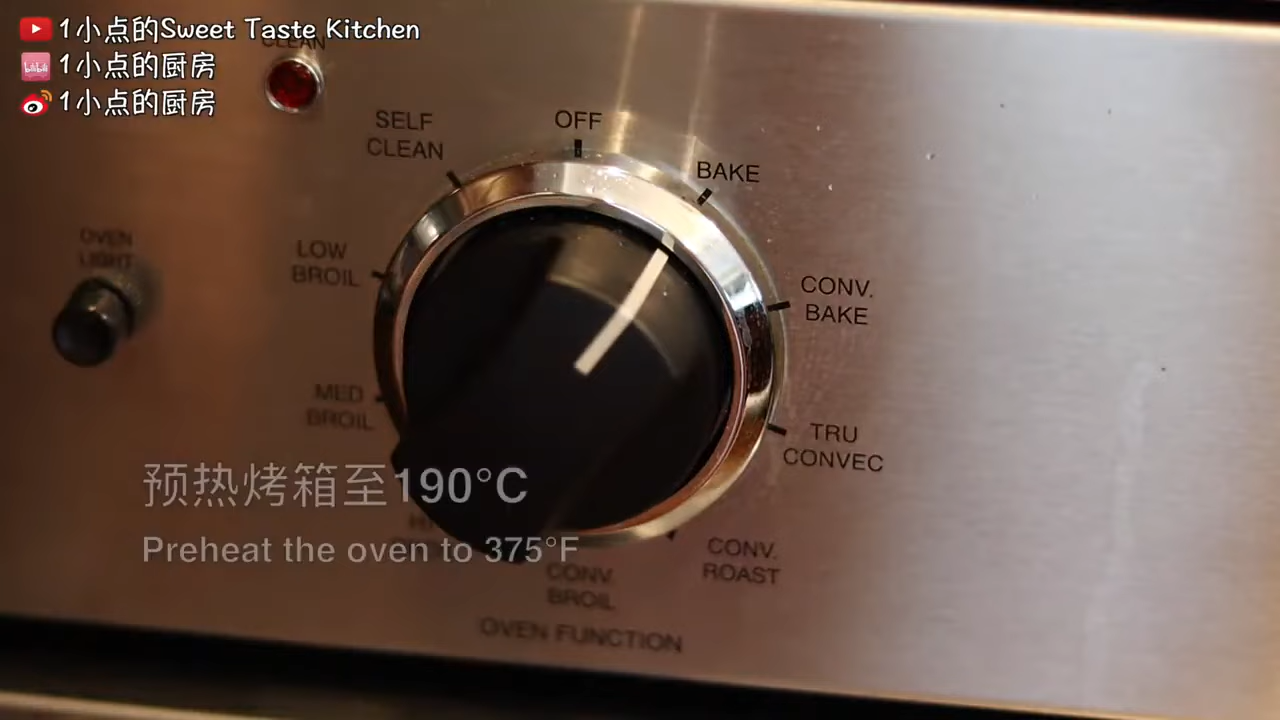 1小点的Sweet Taste Kitchen
1小点的厨房
1小点的厨房
CLEAN
SELF
CLEAN
OFF
BAKE
OVEN
LIGHT
LOW
BROIL
CONV.
BAKE
MED
BROIL
TRU
CONVEC
预热烤箱至190°C
Preheat the oven to 375°F
CONV.
ROAST
CONV.
BROIL
OVEN FUNCTION